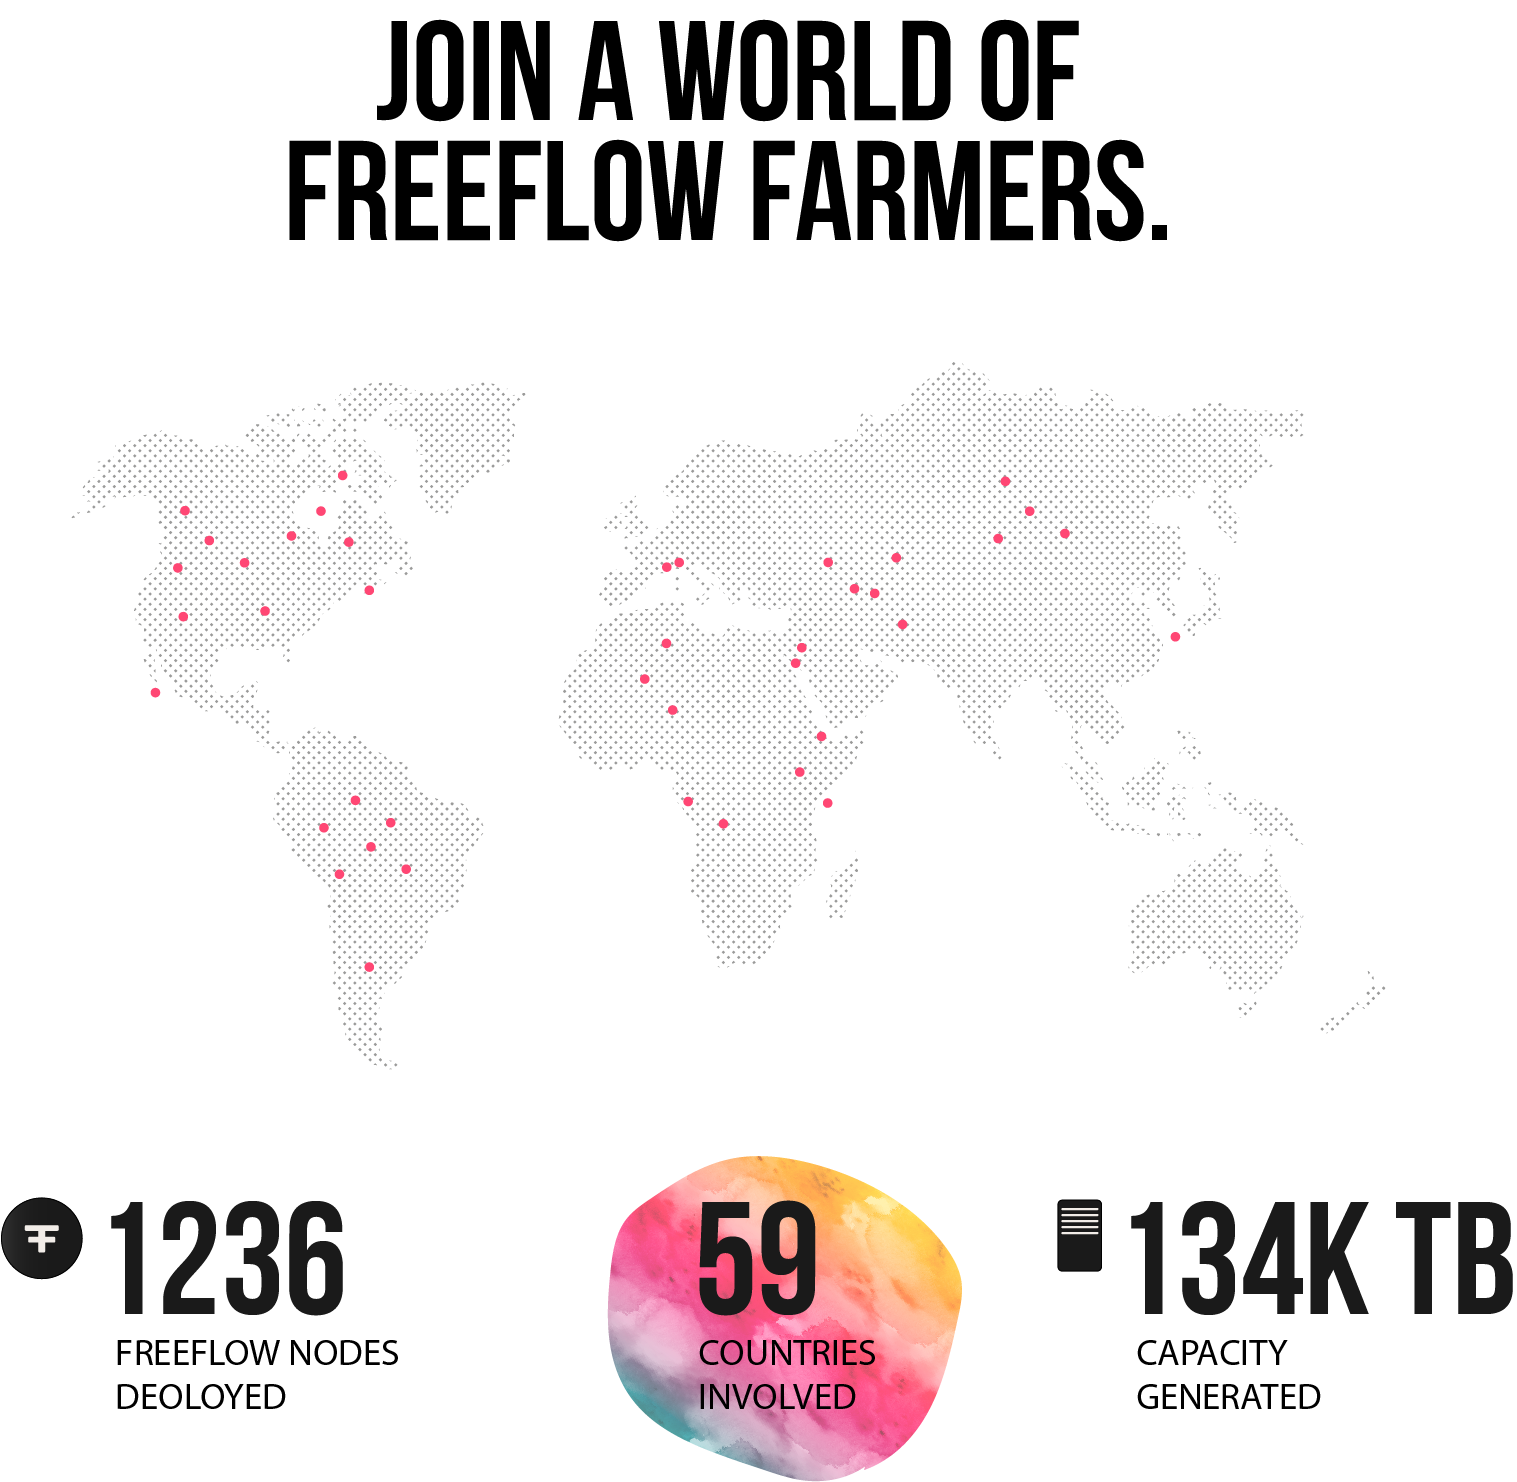 JOIN A WORLD OF
FREEFLOW FARMERS.
1236
FREEFLOW NODES
DEOLOYED
59
COUNTRIES
INVOLVED
134K TB
CAPACITY
GENERATED